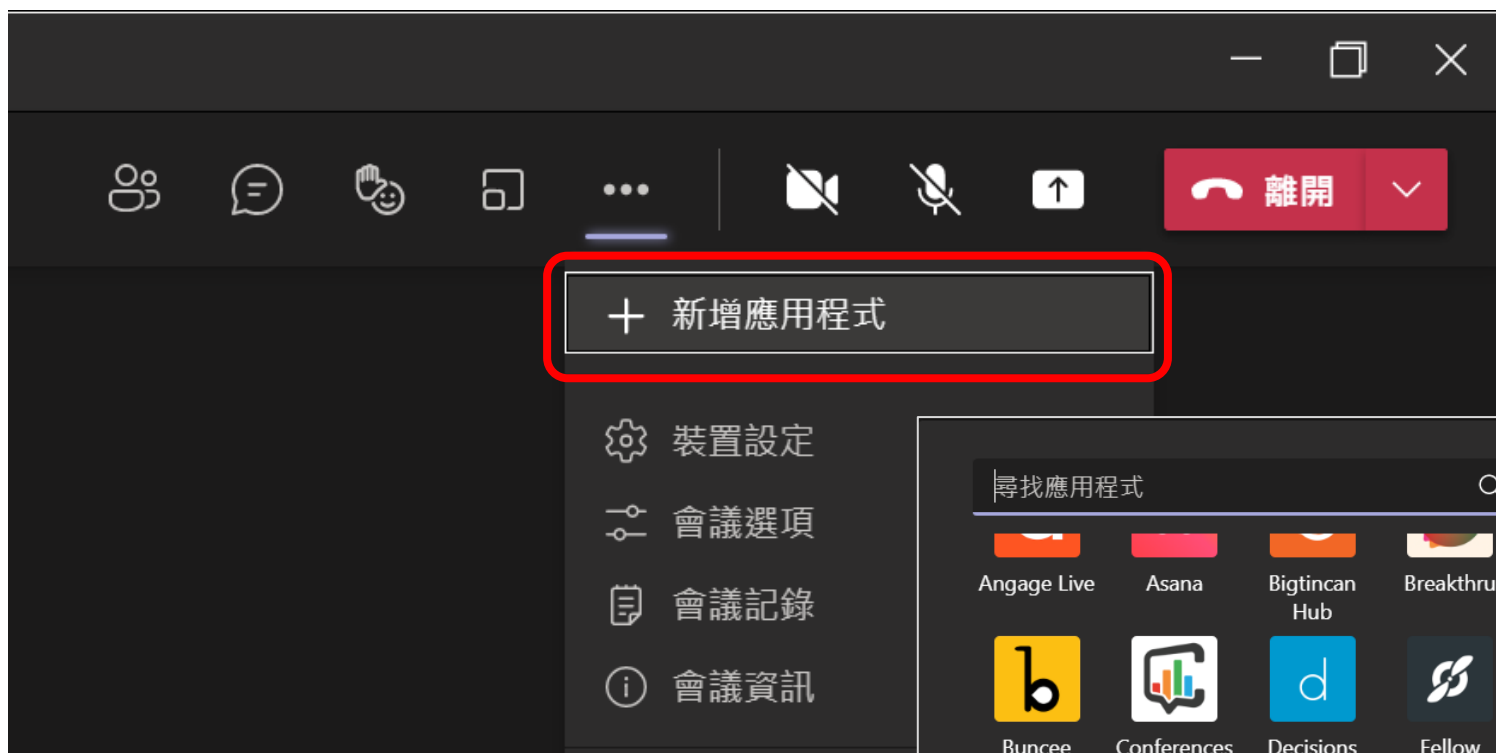 離開
新增應用程式
裝置設定
會議選項
會議記錄
會議資訊
尋找應用程式
Angage Live
Asana
Bigtincan
Hub
Breakthru
Buncee
Conferences
Decisions
Fellow